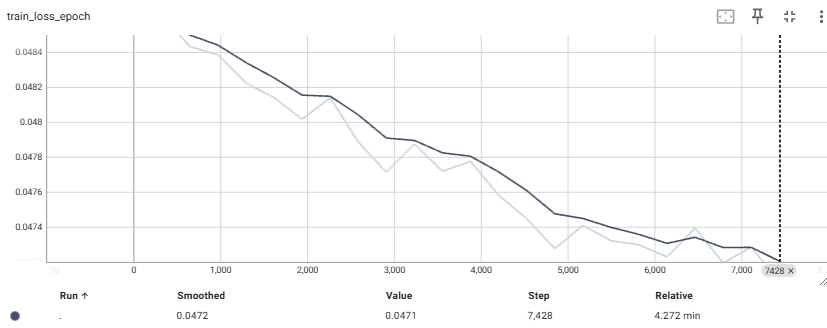 train_loss_epoch
0.0484
0.0482
0.048
0.0478
0.0476
0.0474
0 1,000 2,000 3,000 4,000 5,000 6,000 7,000 7428 ×
Run ↑ Smoothed Value Step Relative
. 0.0472 0.0471 7,428 4.272 min